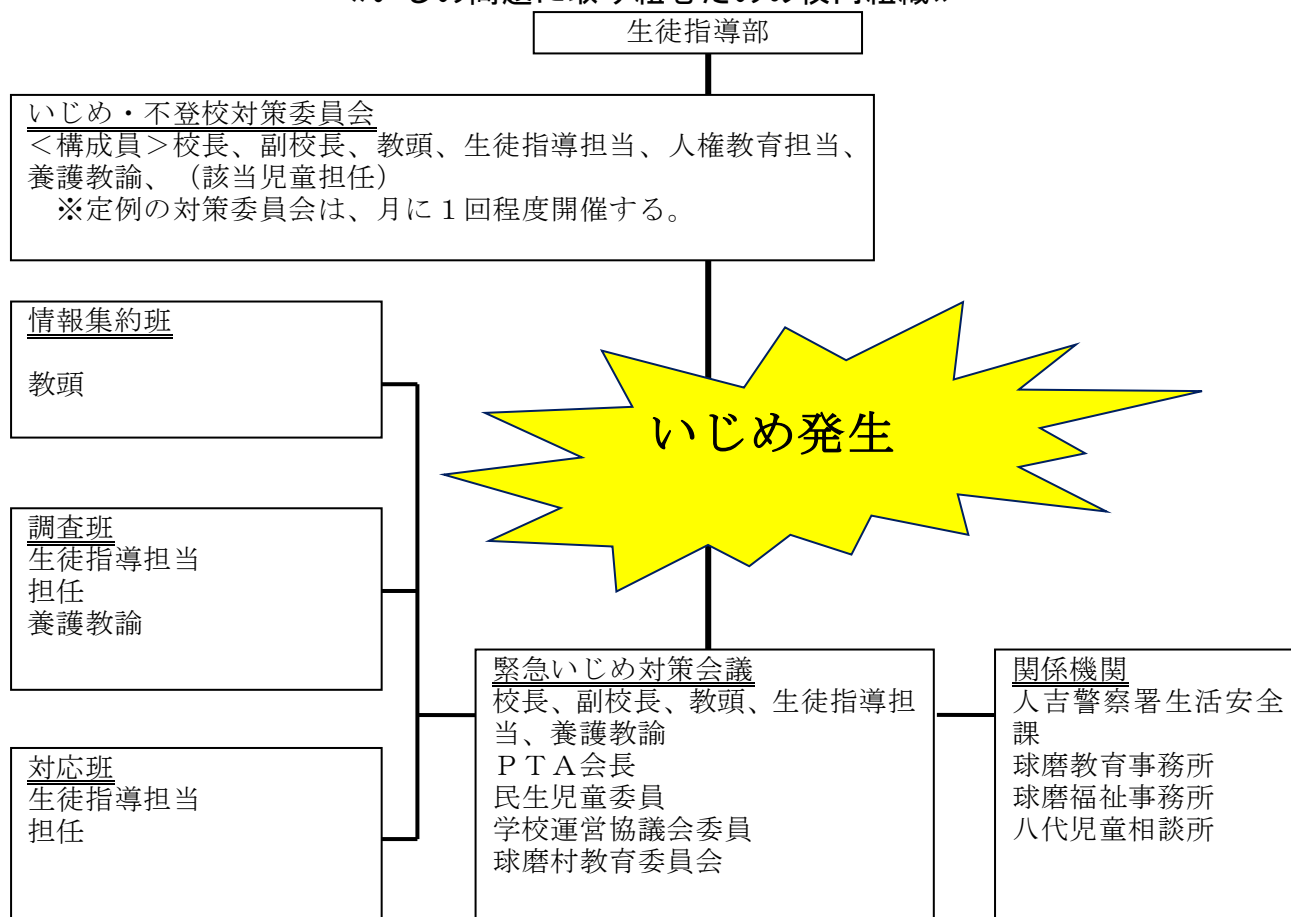 生徒指導部
いじめ・不登校対策委員会
＜構成員＞校長、副校長、教頭、生徒指導担当、人権教育担当、
養護教諭、（該当児童担任）
※定例の対策委員会は、月に１回程度開催する。
情報集約班
教頭
いじめ発生
調査班
生徒指導担当
担任
養護教諭
緊急いじめ対策会議
校長、副校長、教頭、生徒指導担
当、養護教諭
ＰＴＡ会長
民生児童委員
学校運営協議会委員
球磨村教育委員会
関係機関
人吉警察署生活安全
課
球磨教育事務所
球磨福祉事務所
八代児童相談所
対応班
生徒指導担当
担任